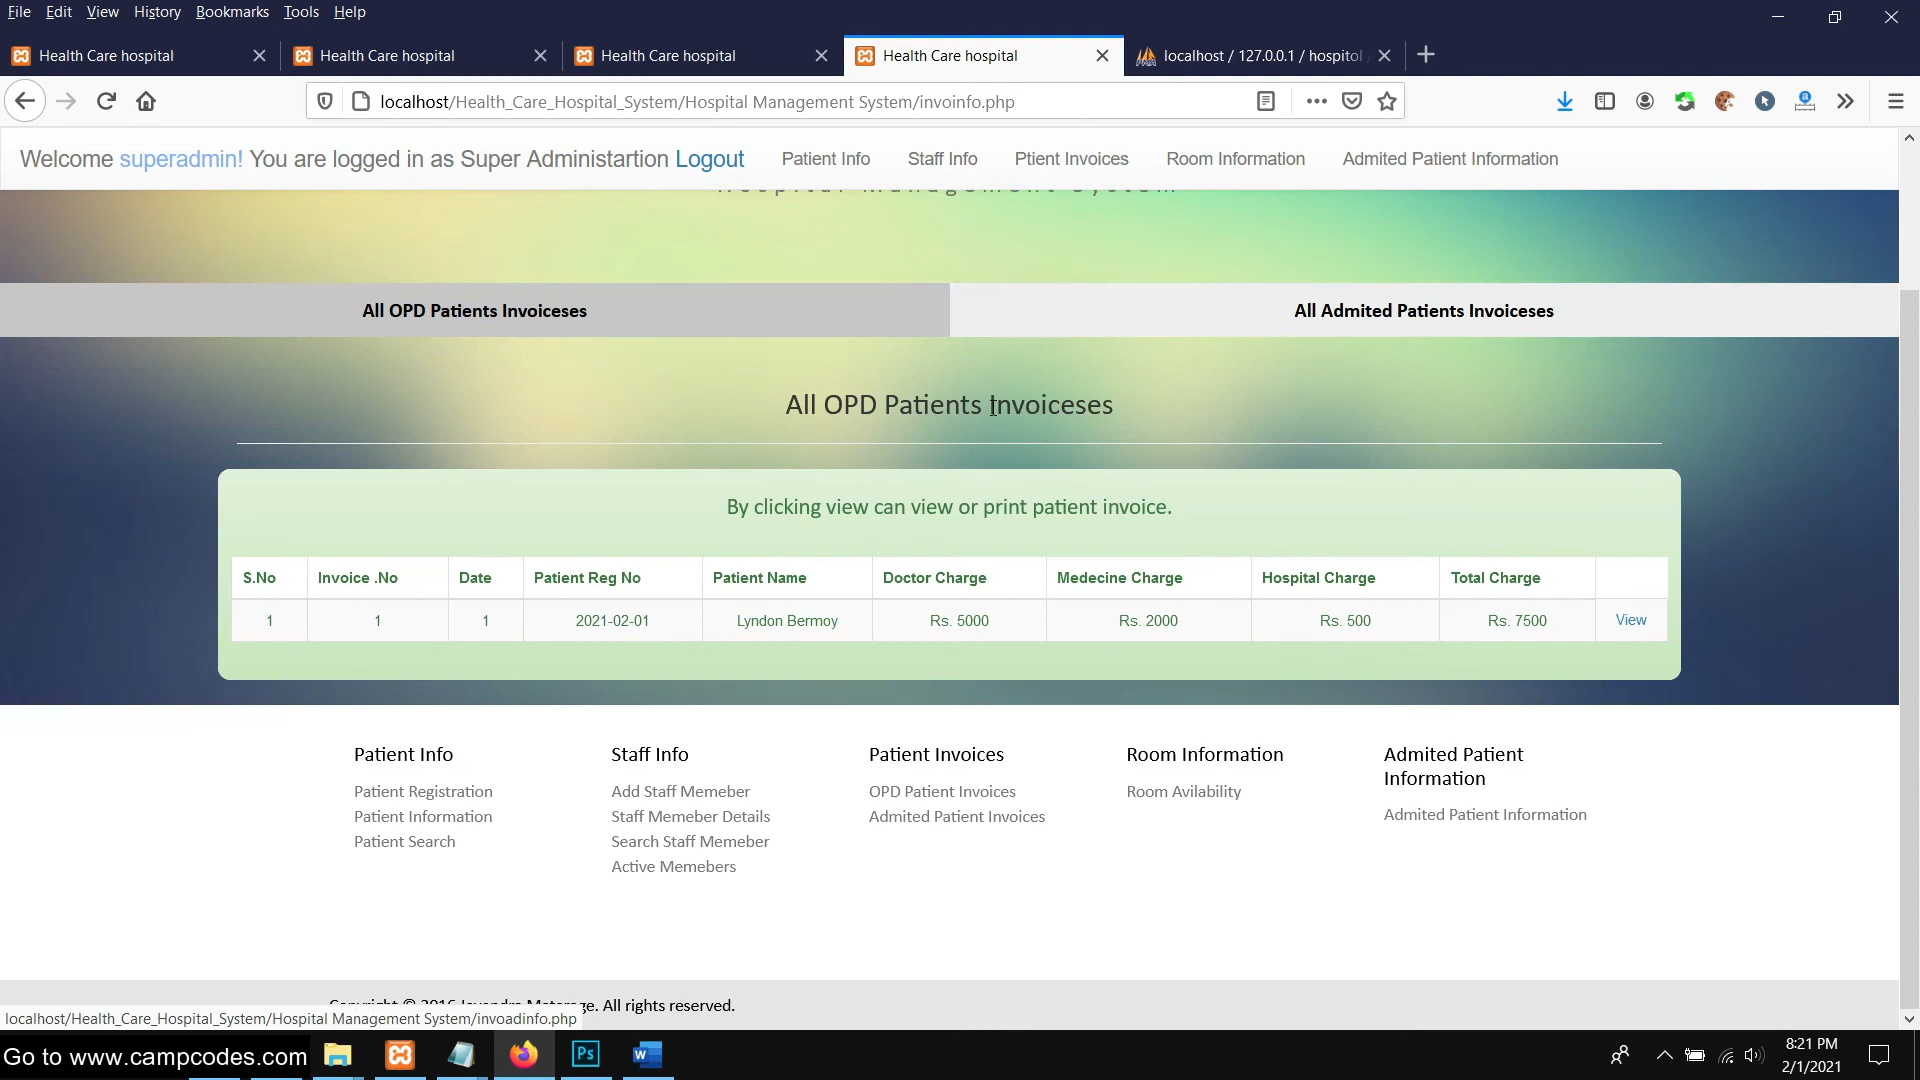 File Edit View History Bookmarks Tools Help
Health Care hospital
Health Care hospital
Health Care hospital
Health Care hospital
localhost / 127.0.0.1 / hospitol
localhost/Health_Care_Hospital_System/Hospital Management System/invoinfo.php
Welcome superadmin! You are logged in as Super Administartion Logout Patient Info Staff Info Ptient Invoices Room Information Admited Patient Information
Hospital Management System
All OPD Patients Invoiceses All Admited Patients Invoiceses
All OPD Patients Invoiceses
By clicking view can view or print patient invoice.
S.No Invoice .No Date Patient Reg No Patient Name Doctor Charge Medecine Charge Hospital Charge Total Charge
1 1 1 2021-02-01 Lyndon Bermoy Rs. 5000 Rs. 2000 Rs. 500 Rs. 7500 View
Patient Info
Patient Registration
Patient Information
Patient Search
Staff Info
Add Staff Memeber
Staff Memeber Details
Search Staff Memeber
Active Memebers
Patient Invoices
OPD Patient Invoices
Admited Patient Invoices
Room Information
Room Avilability
Admited Patient
Information
Admited Patient Information
Copyright © 2016 All rights reserved.
localhost/Health_Care_Hospital_System/Hospital Management System/invoadinfo.php
Go to www.campcodes.com
Ps
W
8:21 PM
2/1/2021